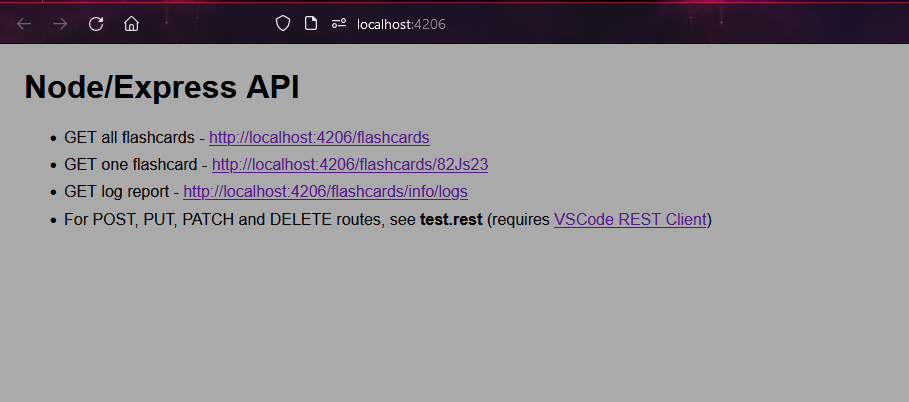 localhost:4206
Node/Express API
GET all flashcards - http://localhost:4206/flashcards
GET one flashcard - http://localhost:4206/flashcards/82Js23
GET log report - http://localhost:4206/flashcards/info/logs
For POST, PUT, PATCH and DELETE routes, see test.rest (requires VSCode REST Client)